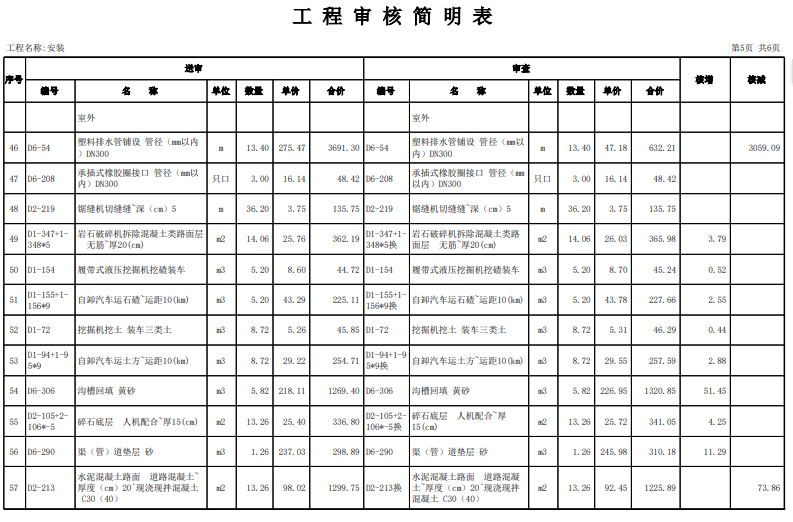 工程审核简明表
工程名称:安装 第5页 共6页
序号 送审 审查 核增 核减
编号 名 称 单位 数量 单价 合价 编号 名 称 单位 数量 单价 合价
室外 室外
46 D6-54 塑料排水管铺设 管径（mm以内）DN300 m 13.40 275.47 3691.30 D6-54 塑料排水管铺设 管径（mm以内）DN300 m 13.40 47.18 632.21 3059.09
47 D6-208 承插式橡胶圈接口 管径（mm以内）DN300 只口 3.00 16.14 48.42 D6-208 承插式橡胶圈接口 管径（mm以内）DN300 只口 3.00 16.14 48.42
48 D2-219 锯缝机切缝缝~深（cm）5 m 36.20 3.75 135.75 D2-219 锯缝机切缝缝~深（cm）5 m 36.20 3.75 135.75
49 D1-347+1-348*5 岩石破碎机拆除混凝土类路面层 无筋~厚20(cm) m2 14.06 25.76 362.19 D1-347+1-348*5换 岩石破碎机拆除混凝土类路面层 无筋~厚20(cm) m2 14.06 26.03 365.98 3.79
50 D1-154 履带式液压挖掘机挖碴装车 m3 5.20 8.60 44.72 D1-154 履带式液压挖掘机挖碴装车 m3 5.20 8.70 45.24 0.52
51 D1-155+1-156*9 自卸汽车运石碴~运距10(km) m3 5.20 43.29 225.11 D1-155+1-156*9换 自卸汽车运石碴~运距10(km) m3 5.20 43.78 227.66 2.55
52 D1-72 挖掘机挖土 装车三类土 m3 8.72 5.26 45.85 D1-72 挖掘机挖土 装车三类土 m3 8.72 5.31 46.29 0.44
53 D1-94+1-95*9 自卸汽车运土方~运距10(km) m3 8.72 29.22 254.71 D1-94+1-95*9换 自卸汽车运土方~运距10(km) m3 8.72 29.55 257.59 2.88
54 D6-306 沟槽回填 黄砂 m3 5.82 218.11 1269.40 D6-306 沟槽回填 黄砂 m3 5.82 226.95 1320.85 51.45
55 D2-105+2-106*-5 碎石底层 人机配合~厚15(cm) m2 13.26 25.40 336.80 D2-105+2-106*-5换 碎石底层 人机配合~厚15(cm) m2 13.26 25.72 341.05 4.25
56 D6-290 渠（管）道垫层 砂 m3 1.26 237.03 298.89 D6-290 渠（管）道垫层 砂 m3 1.26 245.98 310.18 11.29
57 D2-213 水泥混凝土路面 道路混凝土~厚度（cm）20~现浇现拌混凝土 C30（40） m2 13.26 98.02 1299.75 D2-213换 水泥混凝土路面 道路混凝土~厚度（cm）20~现浇现拌混凝土 C30（40） m2 13.26 92.45 1225.89 73.86